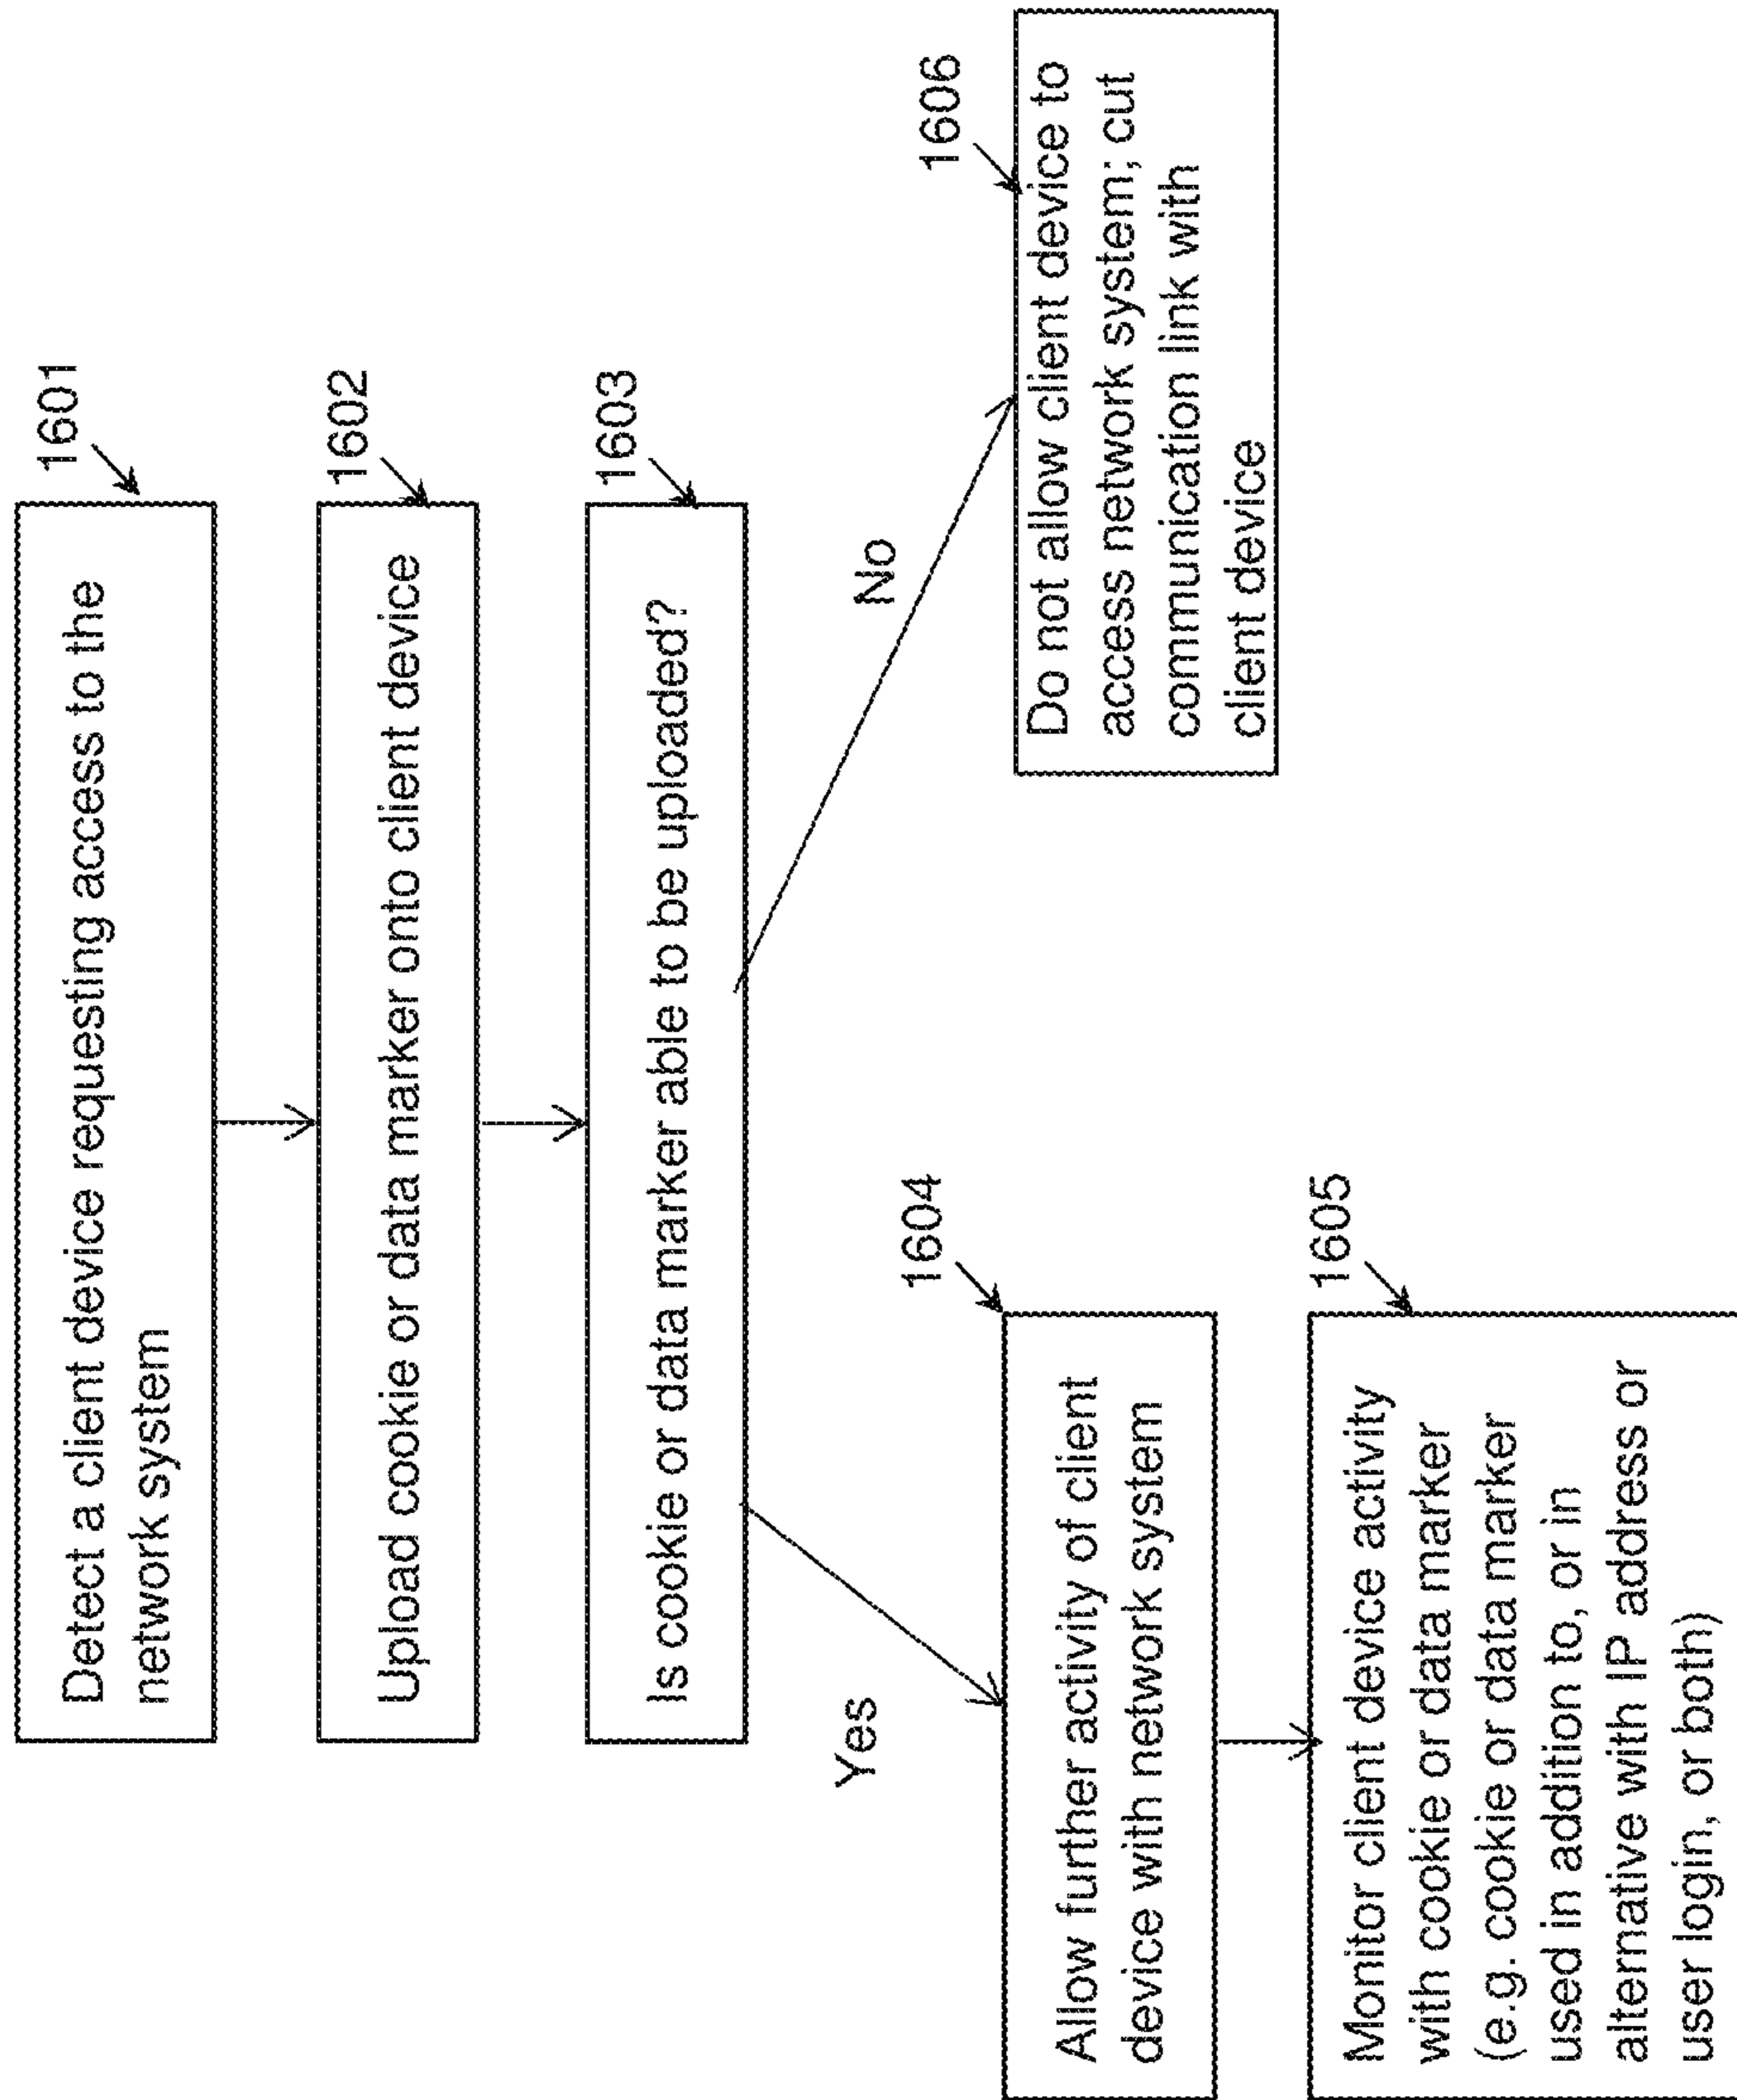 1601
Detect a client device requesting access to the
network system
1602
Upload cookie or data marker onto client device
1603
Is cookie or data marker able to be uploaded?
Yes
No
1604
Allow further activity of client
device with network system
1605
Monitor client device activity
with cookie or data marker
(e.g. cookie or data marker
used in addition to, or in
alternative with IP address or
user login, or both)
1606
Do not allow client device to
access network system; cut
communication link with
client device